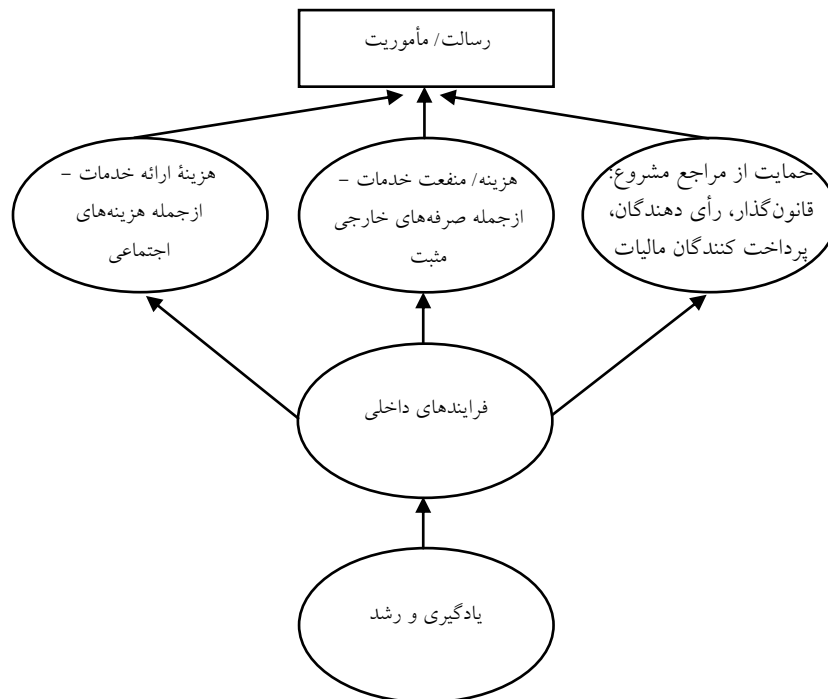 رسالت/ مأموریت
حمایت از مراجع مشروع؛
قانون‌گذار، رأی دهندگان،
پرداخت کنندگان مالیات
هزینه/ منفعت خدمات –
ازجمله صرفه‌های خارجی
مثبت
هزینهٔ ارائه خدمات –
ازجمله هزینه‌های
اجتماعی
فرایندهای داخلی
یادگیری و رشد